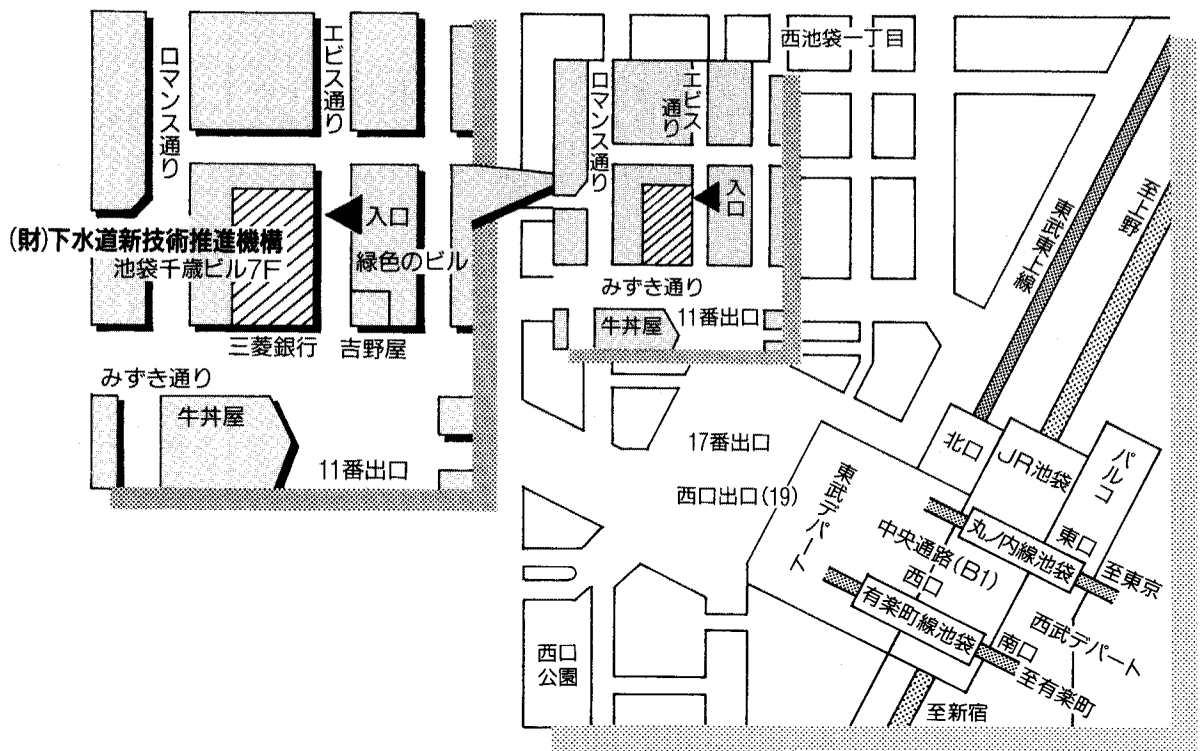 ロマンス通り
エビス通り
入口
(財)下水道新技術推進機構
池袋千歳ビル7F
緑色のビル
三菱銀行
吉野屋
みずき通り
牛丼屋
11番出口
西池袋一丁目
ロマンス通り
エビス
通り
入口
みずき通り
牛丼屋
11番出口
至上野
東武東上線
17番出口
西口出口(19)
東武デパート
北口
JR池袋
パルコ
東口
丸ノ内線池袋
至東京
中央通路(B1)
西口
有楽町線池袋
南口
西武デパート
至有楽町
至新宿
西口
公園